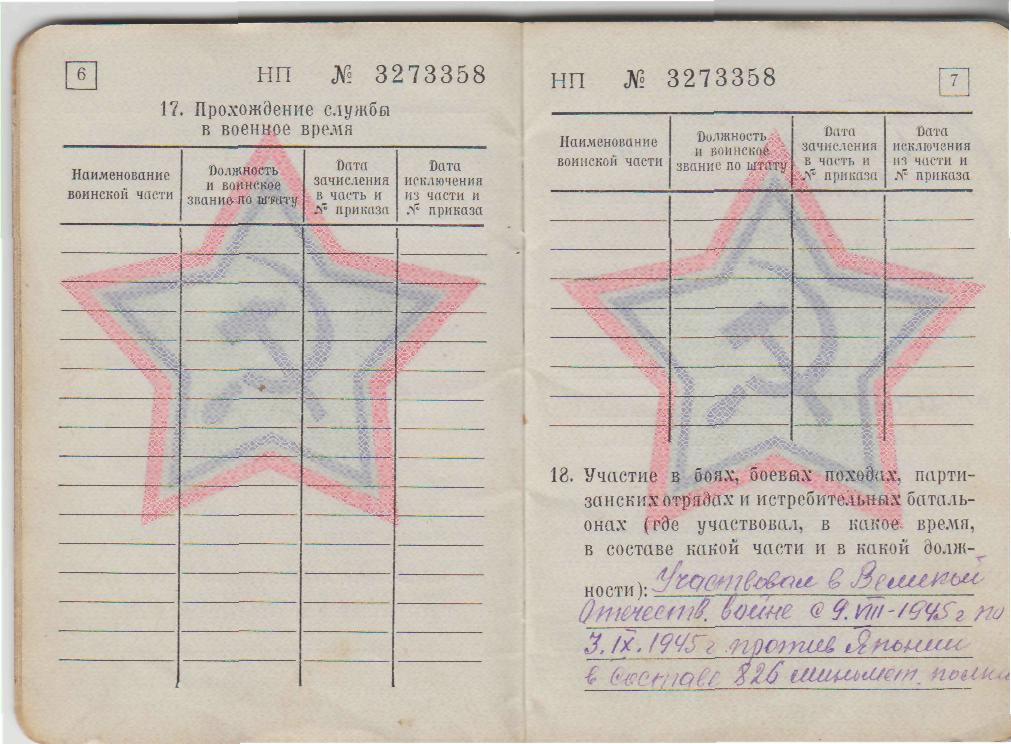 6
НП № 3273358
17. Прохождение службы
в военное время
Наименование
воинской части
Должность
и воинское
звание по штату
Дата
зачисления
в часть и
№ приказа
Дата
исключения
из части и
№ приказа
НП № 3273358
7
Наименование
воинской части
Должность
и воинское
звание по штату
Дата
зачисления
в часть и
№ приказа
Дата
исключения
из части и
№ приказа
18. Участие в боях, боевых походах, парти-
занских отрядах и истребительных баталь-
онах (где участвовал, в какое время,
в составе какой части и в какой долж-
ности): Участвовал в Великой
Отечеств. войне с 9.VIII-1945 г по
3.IX.1945 г против Японии
в составе 826 миномет. полка